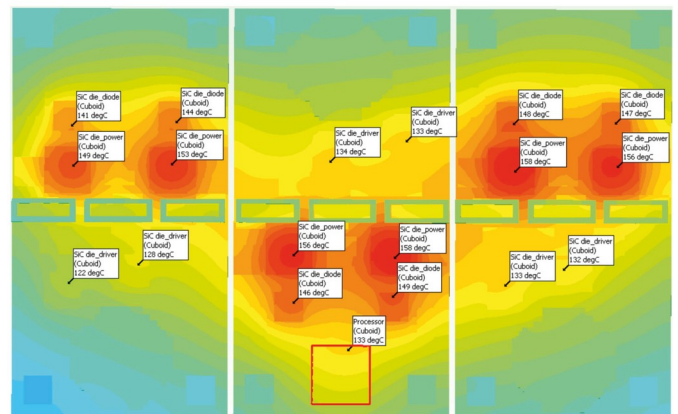 SiC die_diode
(Cuboid)
141 degC
SiC die_diode
(Cuboid)
144 degC
SiC die_power
(Cuboid)
149 degC
SiC die_power
(Cuboid)
153 degC
SiC die_driver
(Cuboid)
128 degC
SiC die_driver
(Cuboid)
122 degC
SiC die_driver
(Cuboid)
133 degC
SiC die_driver
(Cuboid)
134 degC
SiC die_power
(Cuboid)
156 degC
SiC die_power
(Cuboid)
158 degC
SiC die_diode
(Cuboid)
146 degC
SiC die_diode
(Cuboid)
149 degC
Processor
(Cuboid)
133 degC
SiC die_diode
(Cuboid)
148 degC
SiC die_diode
(Cuboid)
147 degC
SiC die_power
(Cuboid)
158 degC
SiC die_power
(Cuboid)
156 degC
SiC die_driver
(Cuboid)
132 degC
SiC die_driver
(Cuboid)
133 degC